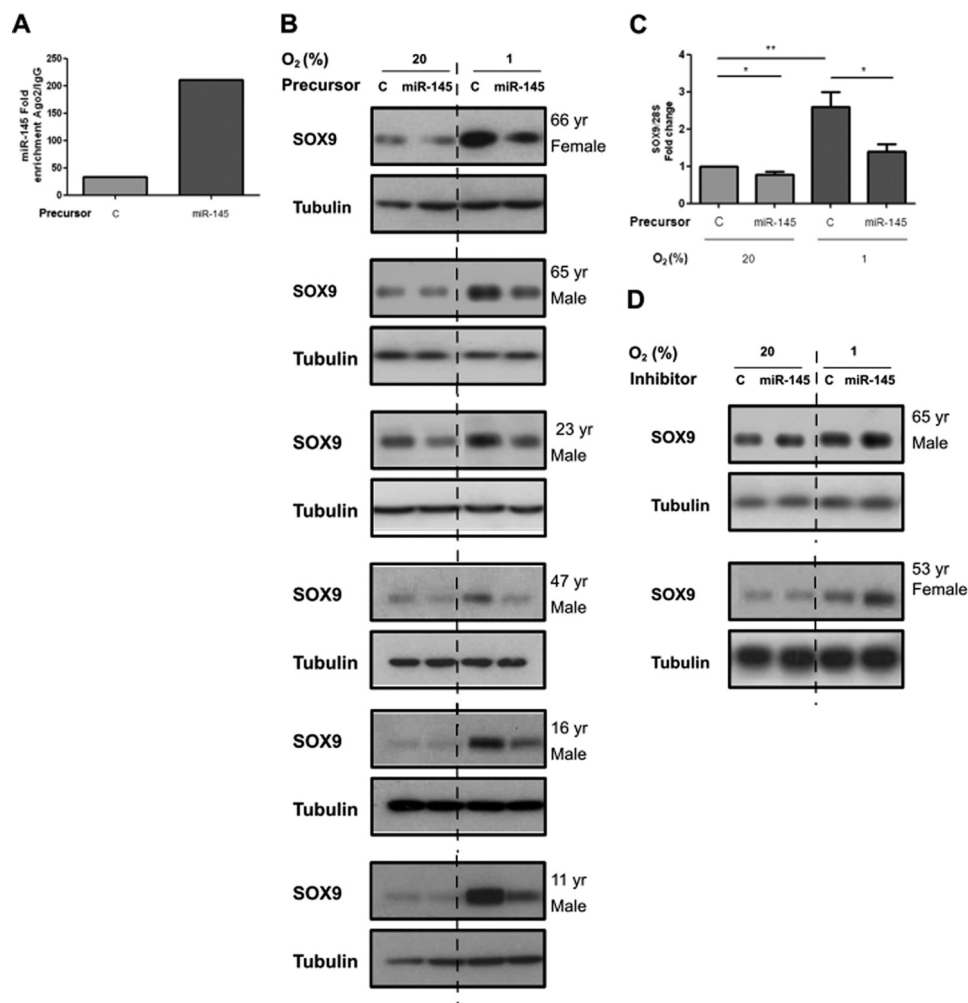 A
miR-145 Fold
enrichment Ago2/IgG
250
200
150
100
50
0
Precursor C miR-145
B
O₂ (%) 20 1
Precursor C miR-145 C miR-145
SOX9 66 yr
Female
Tubulin
SOX9 65 yr
Male
Tubulin
SOX9 23 yr
Male
Tubulin
SOX9 47 yr
Male
Tubulin
SOX9 16 yr
Male
Tubulin
SOX9 11 yr
Male
Tubulin
C
SOX9/28S
Fold change
4
3
2
1
0
**
*
*
Precursor C miR-145 C miR-145
O₂ (%) 20 1
D
O₂ (%) 20 1
Inhibitor C miR-145 C miR-145
SOX9 65 yr
Male
Tubulin
SOX9 53 yr
Female
Tubulin